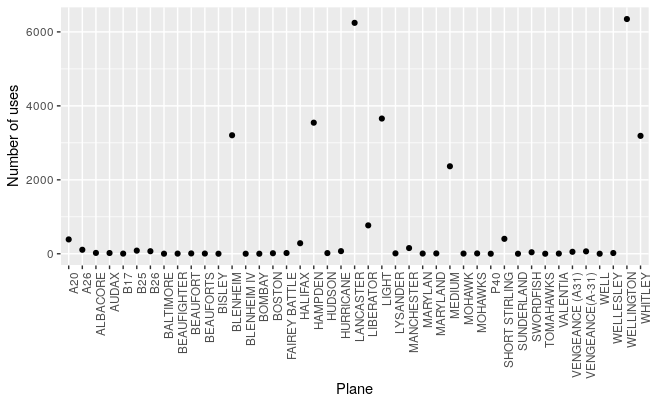 6000
4000
2000
0
Number of uses
A20
A26
ALBACORE
AUDAX
B17
B25
B26
BALTIMORE
BEAUFIGHTER
BEAUFORT
BEAUFORTS
BISLEY
BLENHEIM
BLENHEIM IV
BOMBAY
BOSTON
FAIREY BATTLE
HALIFAX
HAMPDEN
HUDSON
HURRICANE
LANCASTER
LIBERATOR
LIGHT
LYSANDER
MANCHESTER
MARYLAN
MARYLAND
MEDIUM
MOHAWK
MOHAWKS
P40
SHORT STIRLING
SUNDERLAND
SWORDFISH
TOMAHAWKS
VALENTIA
VENGEANCE (A31)
VENGEANCE(A-31)
WELL
WELLESLEY
WELLINGTON
WHITLEY
Plane